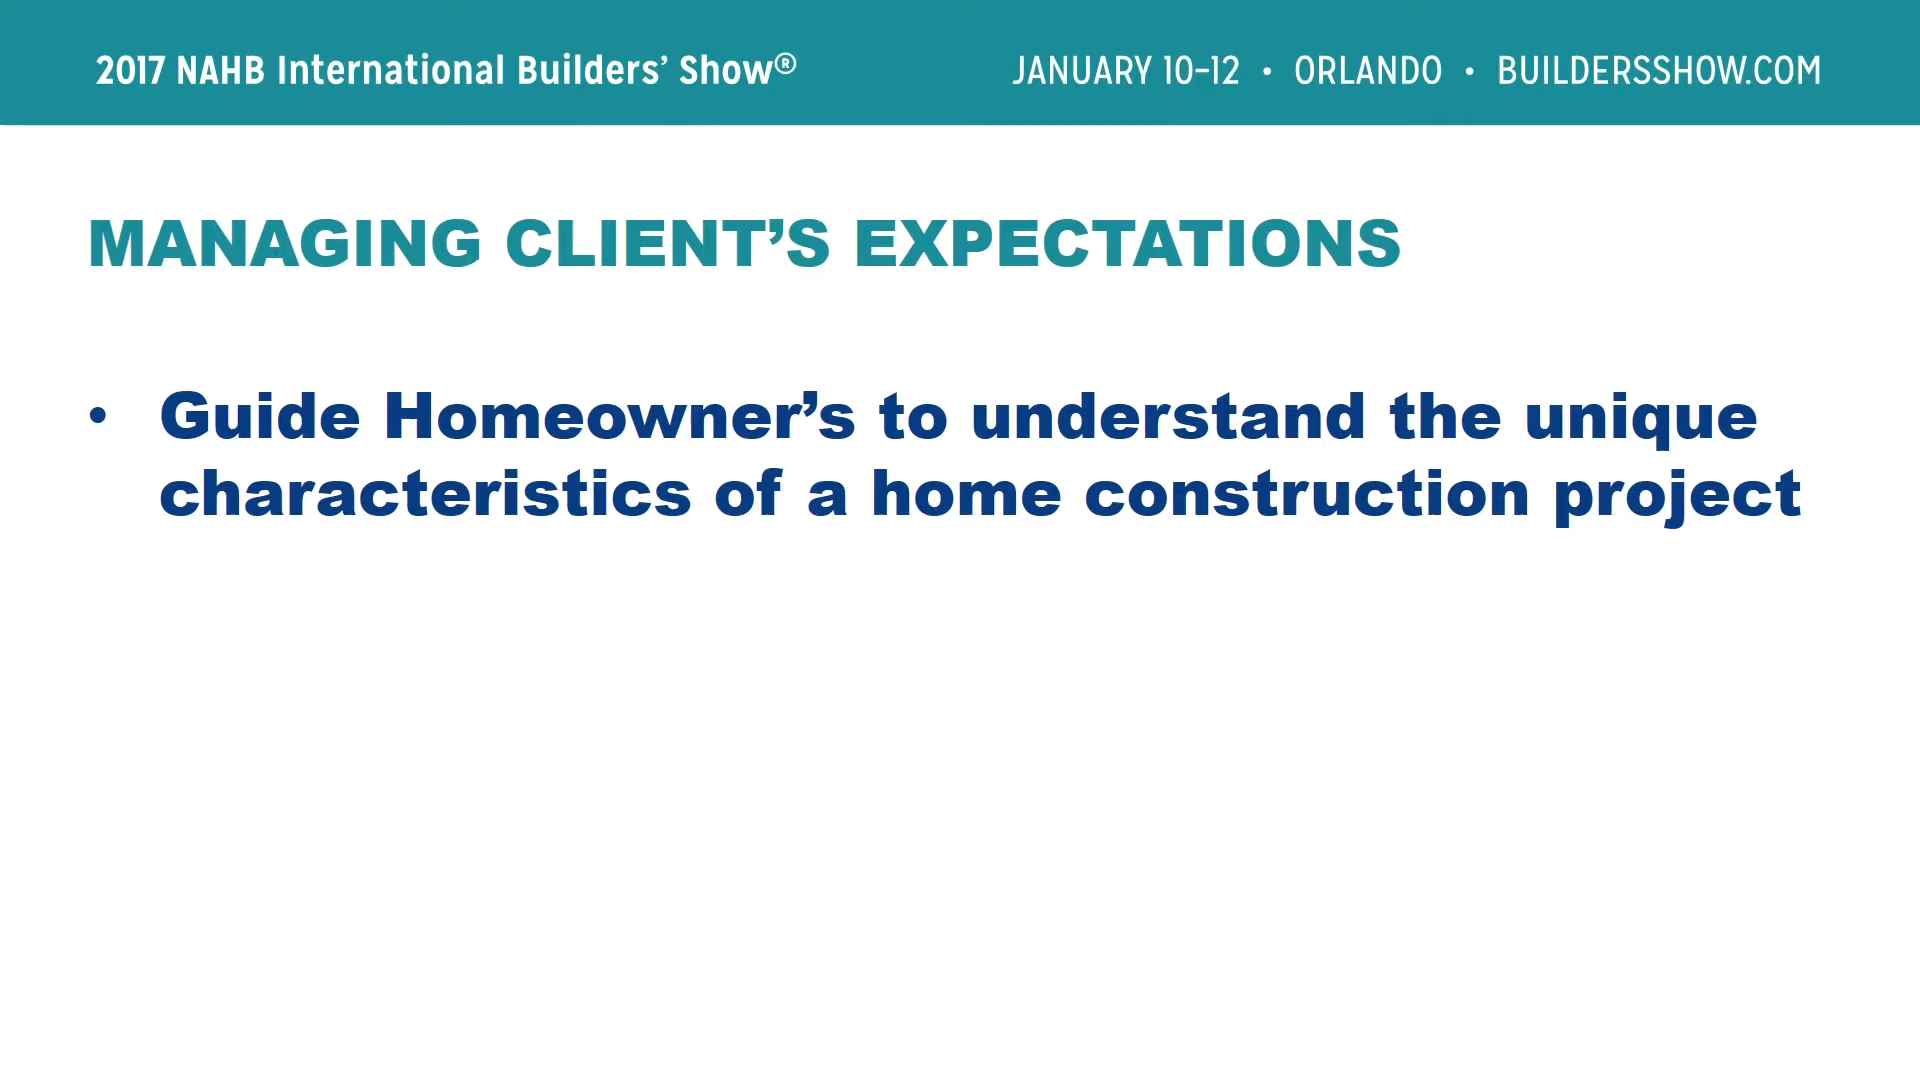 2017 NAHB International Builders’ Show®
JANUARY 10–12 • ORLANDO • BUILDERSSHOW.COM
MANAGING CLIENT’S EXPECTATIONS
• Guide Homeowner’s to understand the unique
characteristics of a home construction project